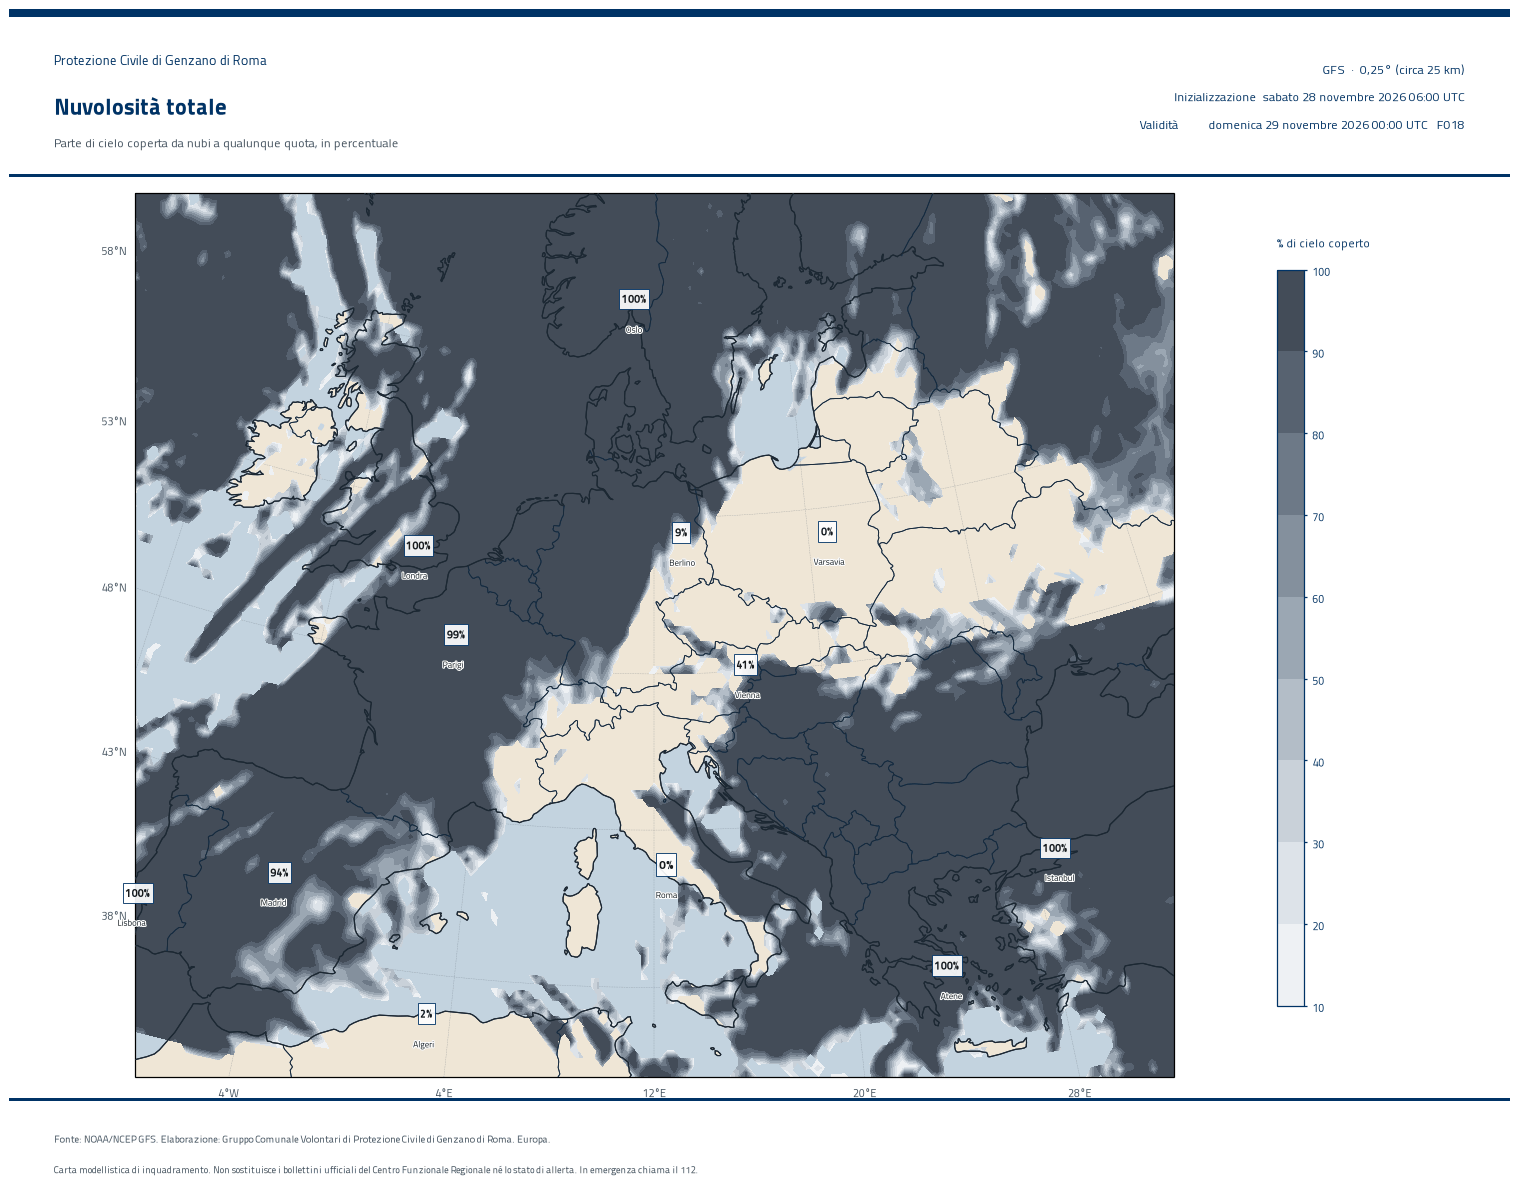 Protezione Civile di Genzano di Roma
Nuvolosità totale
Parte di cielo coperta da nubi a qualunque quota, in percentuale
GFS · 0,25° (circa 25 km)
Inizializzazione sabato 28 novembre 2026 06:00 UTC
Validità domenica 29 novembre 2026 00:00 UTC F018
58°N
53°N
48°N
43°N
38°N
4°W
4°E
12°E
20°E
28°E
100%
Oslo
100%
Londra
9%
Berlino
0%
Varsavia
99%
Parigi
41%
Vienna
94%
Madrid
100%
Lisbona
0%
Roma
100%
Istanbul
100%
Atene
2%
Algeri
% di cielo coperto
100
90
80
70
60
50
40
30
20
10
Fonte: NOAA/NCEP GFS. Elaborazione: Gruppo Comunale Volontari di Protezione Civile di Genzano di Roma. Europa.
Carta modellistica di inquadramento. Non sostituisce i bollettini ufficiali del Centro Funzionale Regionale né lo stato di allerta. In emergenza chiama il 112.